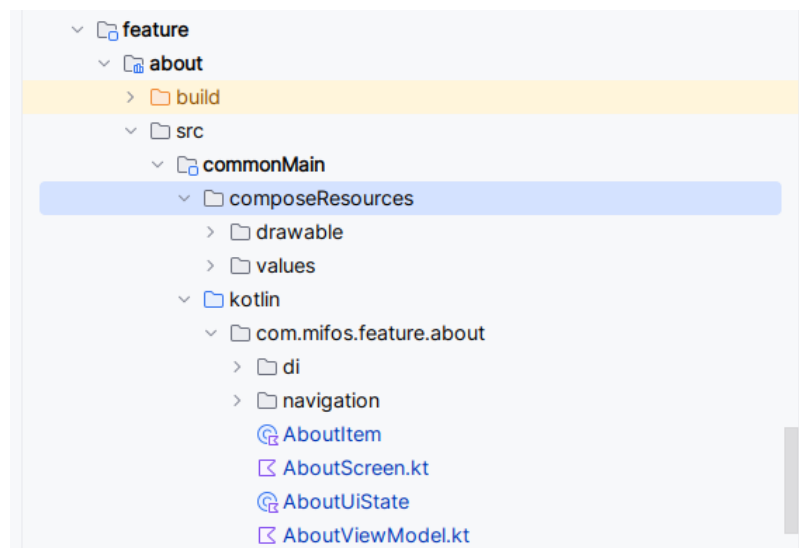 feature
about
build
src
commonMain
composeResources
drawable
values
kotlin
com.mifos.feature.about
di
navigation
AboutItem
AboutScreen.kt
AboutUiState
AboutViewModel.kt